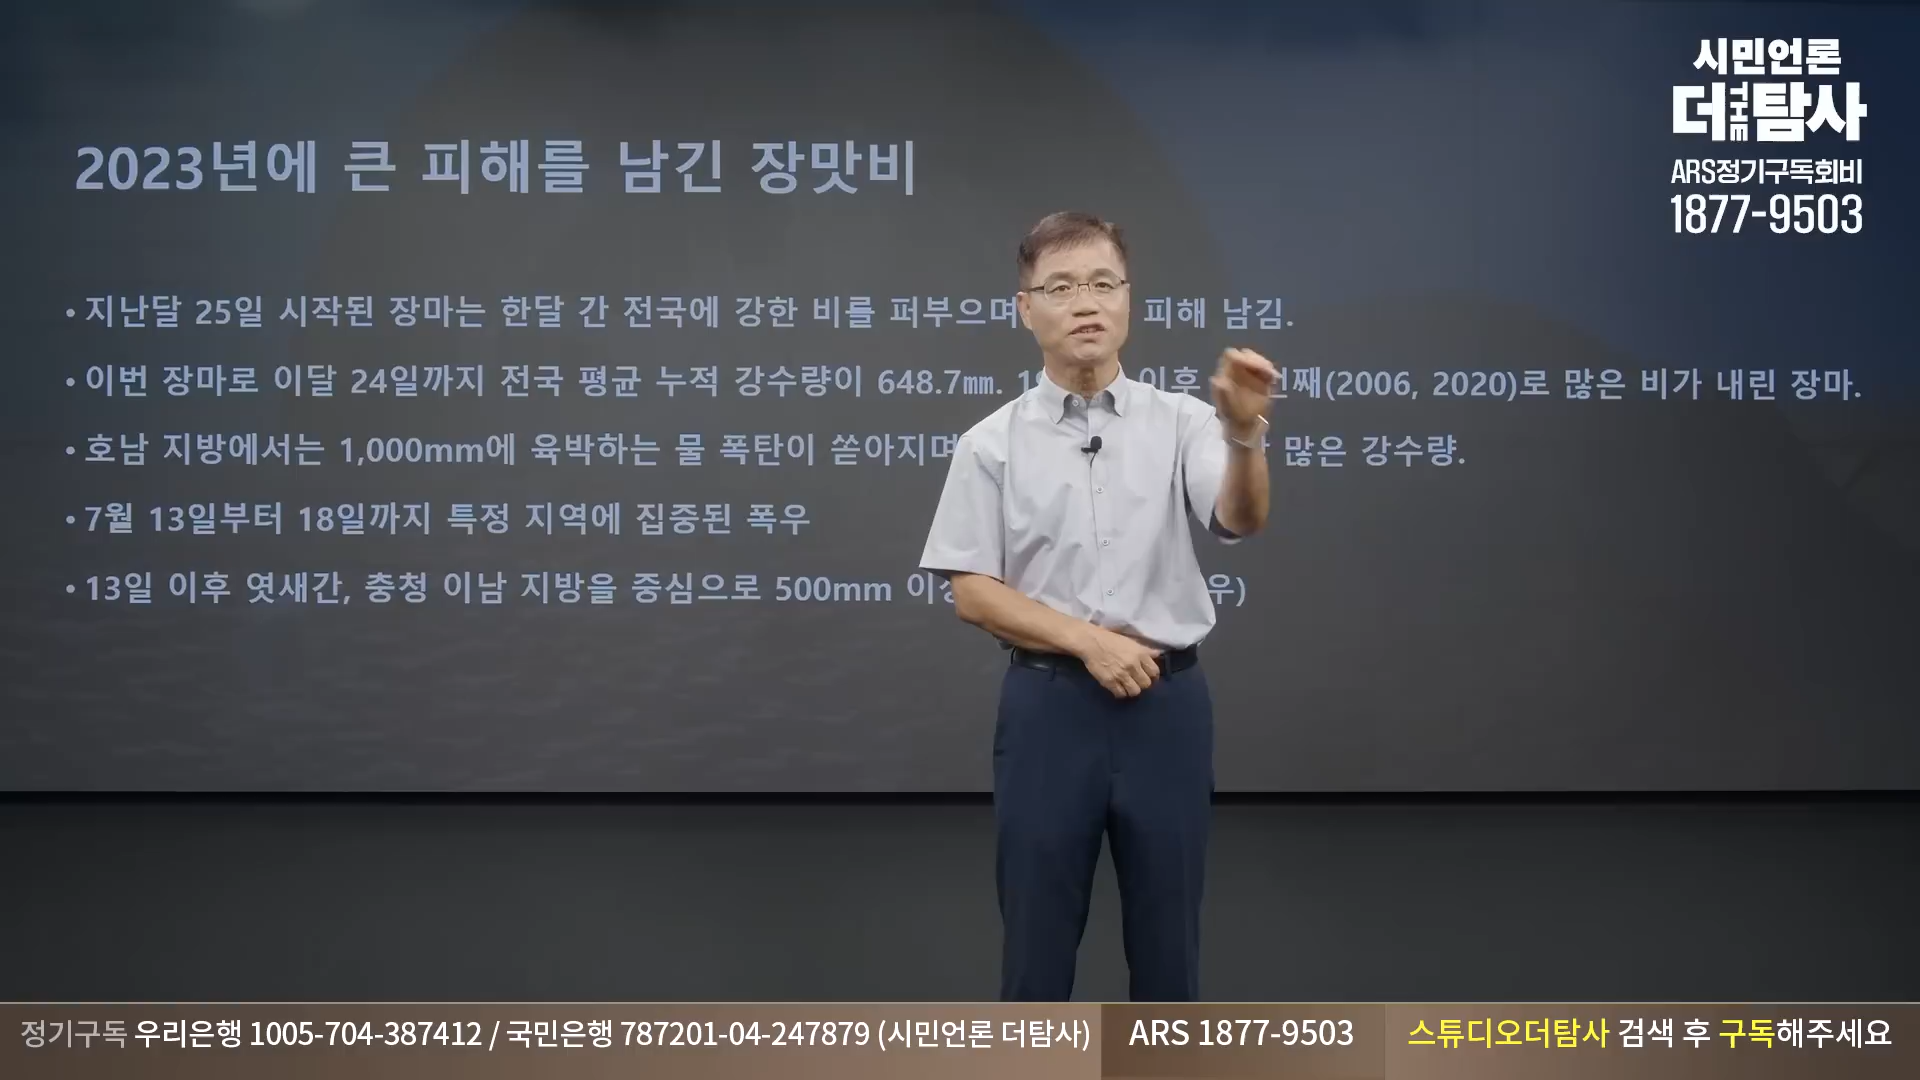 시민언론
더탐사
THE
ARS정기구독회비
1877-9503
2023년에 큰 피해를 남긴 장맛비
• 지난달 25일 시작된 장마는 한달 간 전국에 강한 비를 퍼부으며 피해 남김.
• 이번 장마로 이달 24일까지 전국 평균 누적 강수량이 648.7㎜. 이후 (2006, 2020)로 많은 비가 내린 장마.
• 호남 지방에서는 1,000mm에 육박하는 물 폭탄이 쏟아지며 많은 강수량.
• 7월 13일부터 18일까지 특정 지역에 집중된 폭우
• 13일 이후 엿새간, 충청 이남 지방을 중심으로 500mm
정기구독 우리은행 1005-704-387412 / 국민은행 787201-04-247879 (시민언론 더탐사)
ARS 1877-9503
스튜디오더탐사 검색 후 구독해주세요